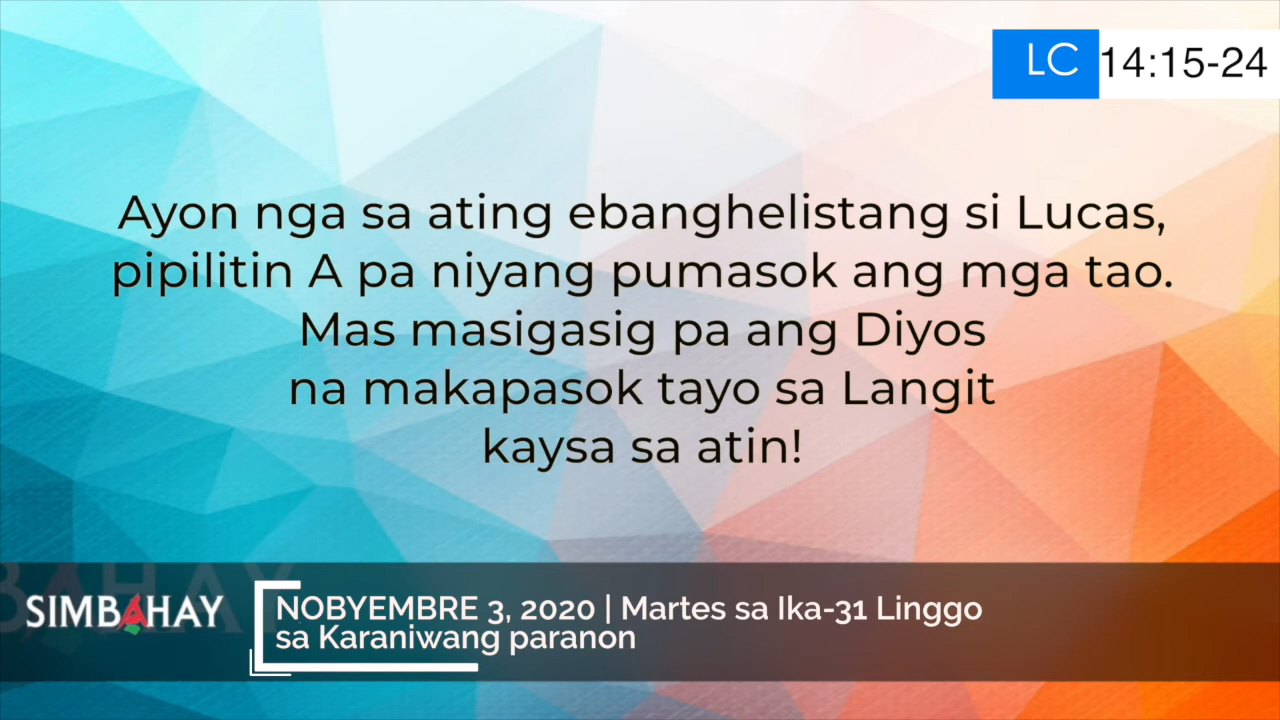 LC 14:15-24
Ayon nga sa ating ebanghelistang si Lucas,
pipilitin A pa niyang pumasok ang mga tao.
Mas masigasig pa ang Diyos
na makapasok tayo sa Langit
kaysa sa atin!
SIMBAHAY
NOBYEMBRE 3, 2020 | Martes sa Ika-31 Linggo
sa Karaniwang paranon